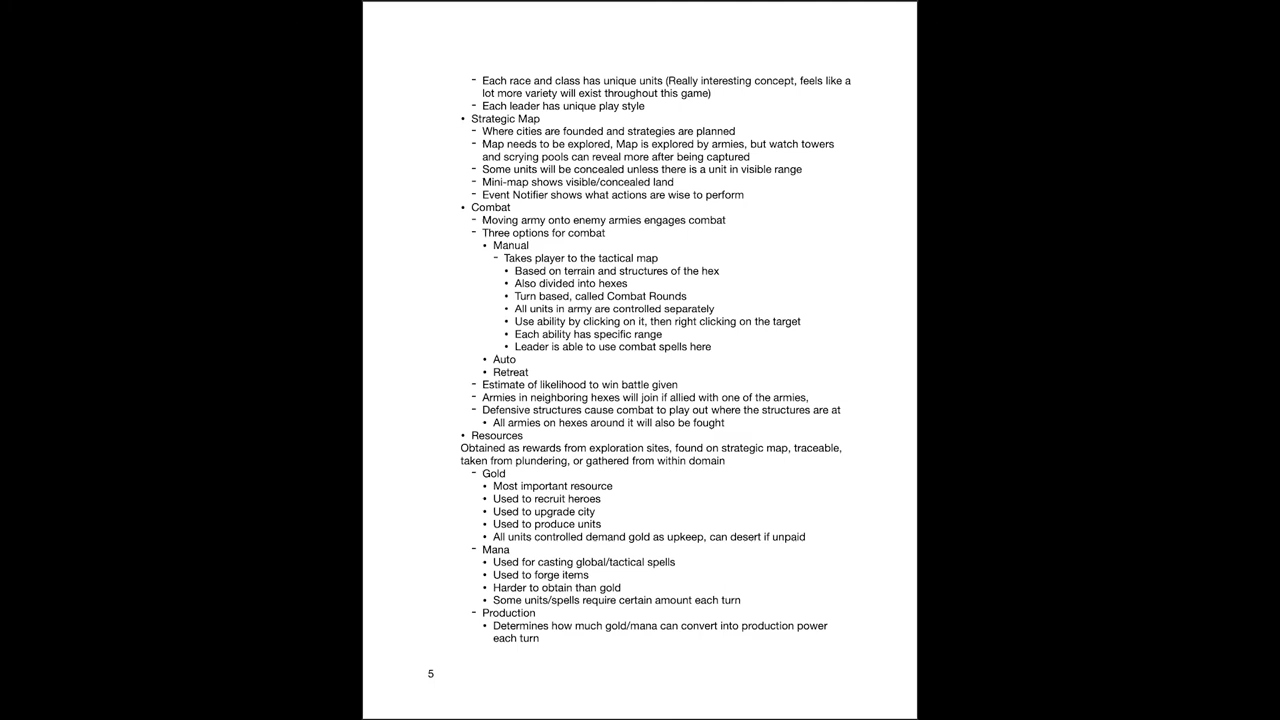 - Each race and class has unique units (Really interesting concept, feels like a
lot more variety will exist throughout this game)
- Each leader has unique play style
• Strategic Map
- Where cities are founded and strategies are planned
- Map needs to be explored, Map is explored by armies, but watch towers
and scrying pools can reveal more after being captured
- Some units will be concealed unless there is a unit in visible range
- Mini-map shows visible/concealed land
- Event Notifier shows what actions are wise to perform
• Combat
- Moving army onto enemy armies engages combat
- Three options for combat
• Manual
- Takes player to the tactical map
• Based on terrain and structures of the hex
• Also divided into hexes
• Turn based, called Combat Rounds
• All units in army are controlled separately
• Use ability by clicking on it, then right clicking on the target
• Each ability has specific range
• Leader is able to use combat spells here
• Auto
• Retreat
- Estimate of likelihood to win battle given
- Armies in neighboring hexes will join if allied with one of the armies,
- Defensive structures cause combat to play out where the structures are at
• All armies on hexes around it will also be fought
• Resources
Obtained as rewards from exploration sites, found on strategic map, traceable,
taken from plundering, or gathered from within domain
- Gold
• Most important resource
• Used to recruit heroes
• Used to upgrade city
• Used to produce units
• All units controlled demand gold as upkeep, can desert if unpaid
- Mana
• Used for casting global/tactical spells
• Used to forge items
• Harder to obtain than gold
• Some units/spells require certain amount each turn
- Production
• Determines how much gold/mana can convert into production power
each turn
5